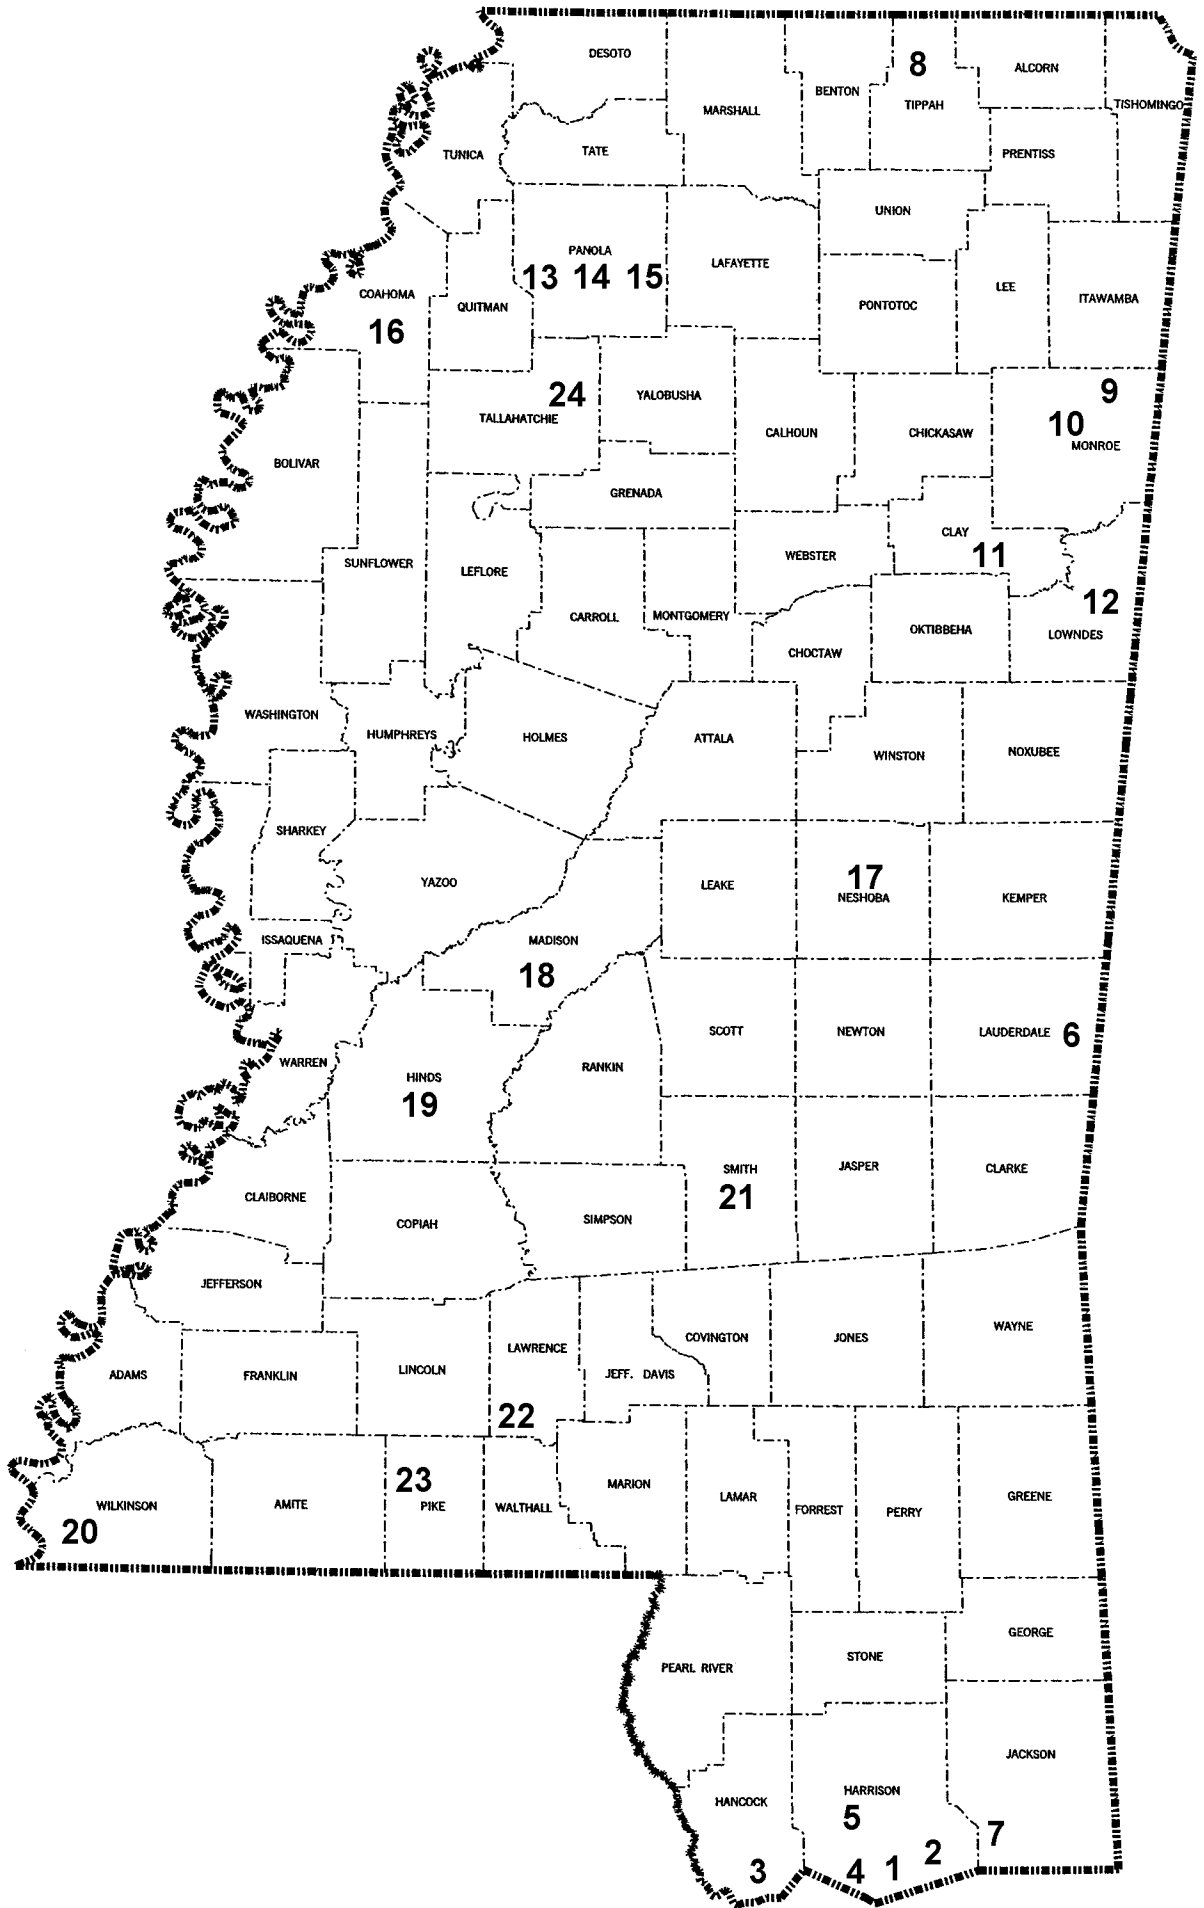 DESOTO
8
ALCORN
BENTON
MARSHALL
TIPPAH
TISHOMINGO
TUNICA
TATE
PRENTISS
UNION
PANOLA
LAFAYETTE
13 14 15
COAHOMA
QUITMAN
PONTOTOC
LEE
ITAWAMBA
16
24
YALOBUSHA
9
TALLAHATCHIE
10
CALHOUN
CHICKASAW
MONROE
BOLIVAR
GRENADA
CLAY
SUNFLOWER
LEFLORE
WEBSTER
11
12
CARROLL
MONTGOMERY
OKTIBBEHA
LOWNDES
CHOCTAW
WASHINGTON
HUMPHREYS
HOLMES
ATTALA
WINSTON
NOXUBEE
SHARKEY
YAZOO
LEAKE
17
NESHOBA
KEMPER
ISSAQUENA
MADISON
18
SCOTT
NEWTON
LAUDERDALE
6
WARREN
HINDS
RANKIN
19
SMITH
JASPER
CLARKE
21
CLAIBORNE
COPIAH
SIMPSON
JEFFERSON
LAWRENCE
COVINGTON
JONES
WAYNE
ADAMS
FRANKLIN
LINCOLN
JEFF. DAVIS
22
23
WILKINSON
AMITE
PIKE
WALTHALL
MARION
LAMAR
FORREST
PERRY
GREENE
20
GEORGE
STONE
PEARL RIVER
JACKSON
HANCOCK
HARRISON
5
7
3
4
1
2